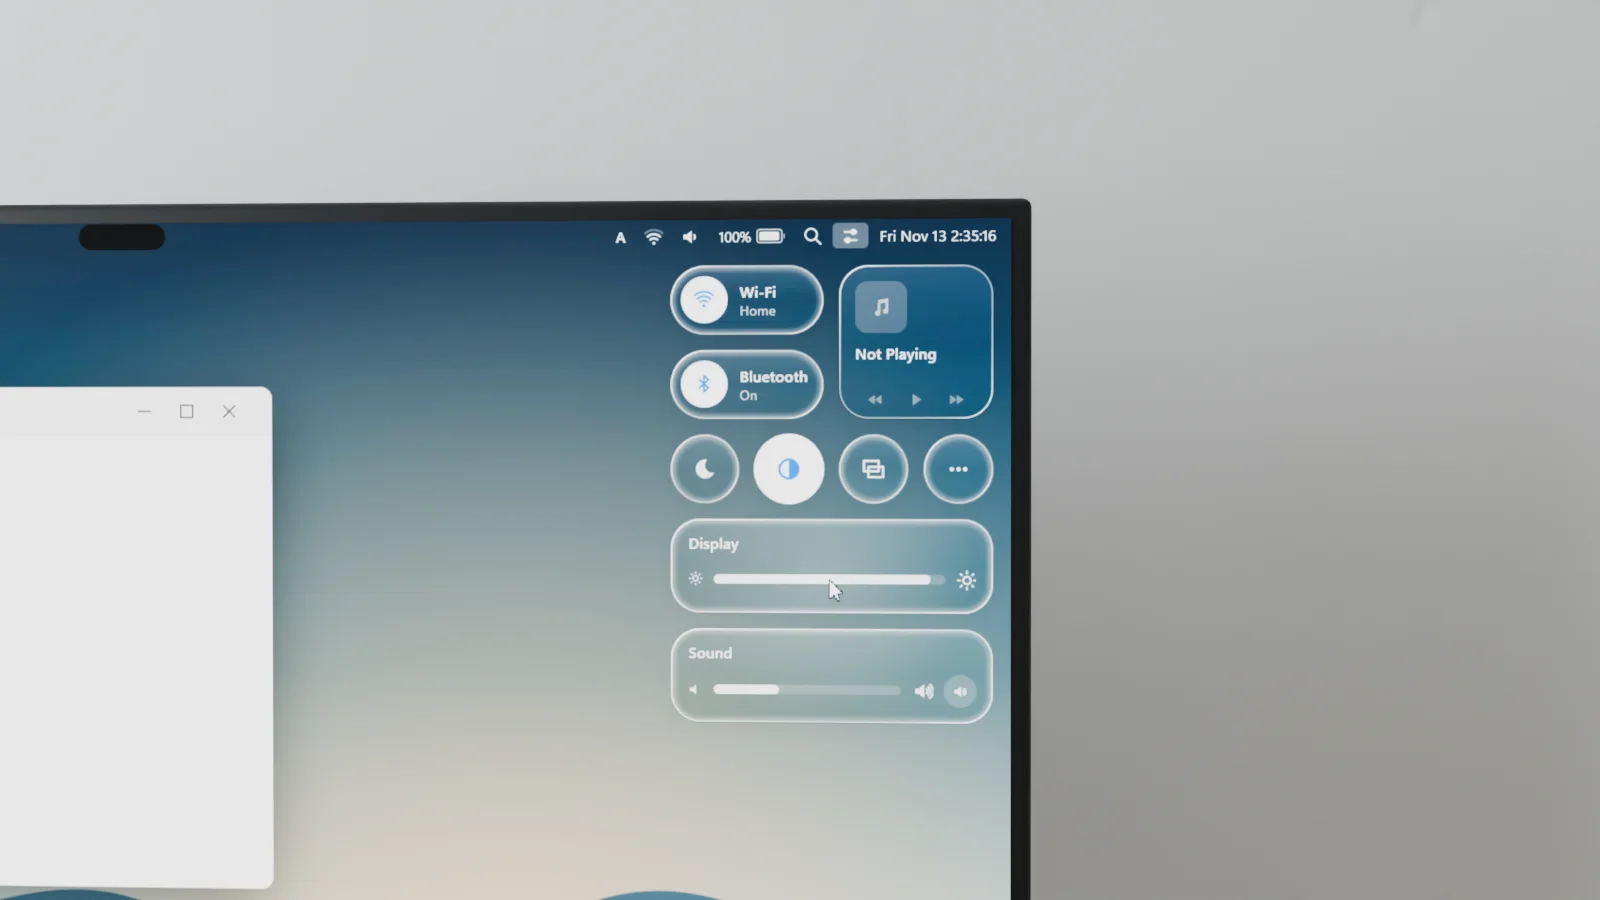 A 100% Fri Nov 13 2:35:16
Wi-Fi
Home
Not Playing
Bluetooth
On
Display
Sound